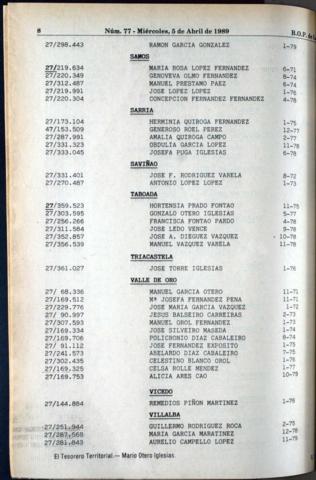 8 Núm. 77 - Miércoles, 5 de Abril de 1989 B.O.P. de
27/298.443 RAMON GARCIA GONZALEZ 1-79
SAMOS
27/219.634 MARIA ROSA LOPEZ FERNANDEZ 6-71
27/220.349 GENOVEVA OLMO FERNANDEZ 8-74
27/312.487 MANUEL PRESTAMO PAEZ 6-74
27/219.991 JOSE LOPEZ LOPEZ 1-76
27/220.304 CONCEPCION FERNANDEZ FERNANDEZ 4-78
SARRIA
27/173.104 HERMINIA QUIROGA FERNANDEZ 1-75
47/153.509 GENEROSO ROEL PEREZ 12-77
27/287.991 AMALIA QUIROGA CAMPO 2-77
27/331.323 OBDULIA GARCIA LOPEZ 11-78
27/333.045 JOSEFA PUGA IGLESIAS 6-78
SAVIÑAO
27/331.401 JOSE F. RODRIGUEZ VARELA 8-72
27/270.487 ANTONIO LOPEZ LOPEZ 1-73
TABOADA
27/359.523 HORTENSIA PRADO FONTAO 11-75
27/303.595 GONZALO OTERO IGLESIAS 5-77
27/256.266 FRANCISCA FONTAO PARDO 4-78
27/311.584 JOSE LEDO VENCE 9-78
27/352.857 JOSE A. DIEGUEZ VAZQUEZ 10-78
27/356.539 MANUEL VAZQUEZ VARELA 11-78
TRIACASTELA
27/361.027 JOSE TORRE IGLESIAS 1-76
VALLE DE ORO
27/ 68.336 MANUEL GARCIA OTERO 11-71
27/169.512 Mª JOSEFA FERNANDEZ PENA 11-71
27/229.776 JOSE MARIA GARCIA VAZQUEZ 1-72
27/ 90.997 JESUS BALSEIRO CARREIRAS 2-73
27/307.593 MANUEL OROL FERNANDEZ 1-73
27/169.334 JOSE SILVEIRO MASEDA 1-74
27/169.706 POLICHONIO DIAZ CABALEIRO 8-74
27/ 91.112 JOSE FERNANDEZ EXPOSITO 1-75
27/241.573 ABELARDO DIAZ CABALEIRO 7-75
27/302.435 CELESTINO BLANCO OROL 1-30
27/169.325 CELSA ROLLE MENDEZ 1-77
27/169.753 ALICIA ARES CAO 10-79
VICEDO
27/144.884 REMEDIOS PIÑON MARTINEZ 1-76
VILLALBA
27/251.944 GUILLERMO RODRIGUEZ ROCA 2-75
27/287.568 MARIA GARCIA MARATINEZ 12-78
27/281.843 AURELIO CAMPELLO LOPEZ 11-79
El Tesorero Territorial.— Mario Otero Iglesias.